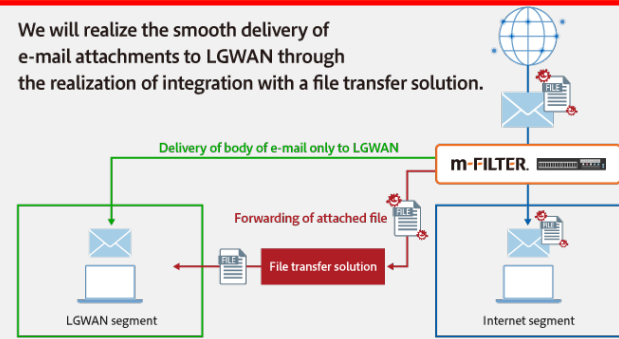 We will realize the smooth delivery of
e-mail attachments to LGWAN through
the realization of integration with a file transfer solution.
FILE
Delivery of body of e-mail only to LGWAN
m-FILTER.
Forwarding of attached file
FILE
FILE
FILE
File transfer solution
LGWAN segment
Internet segment